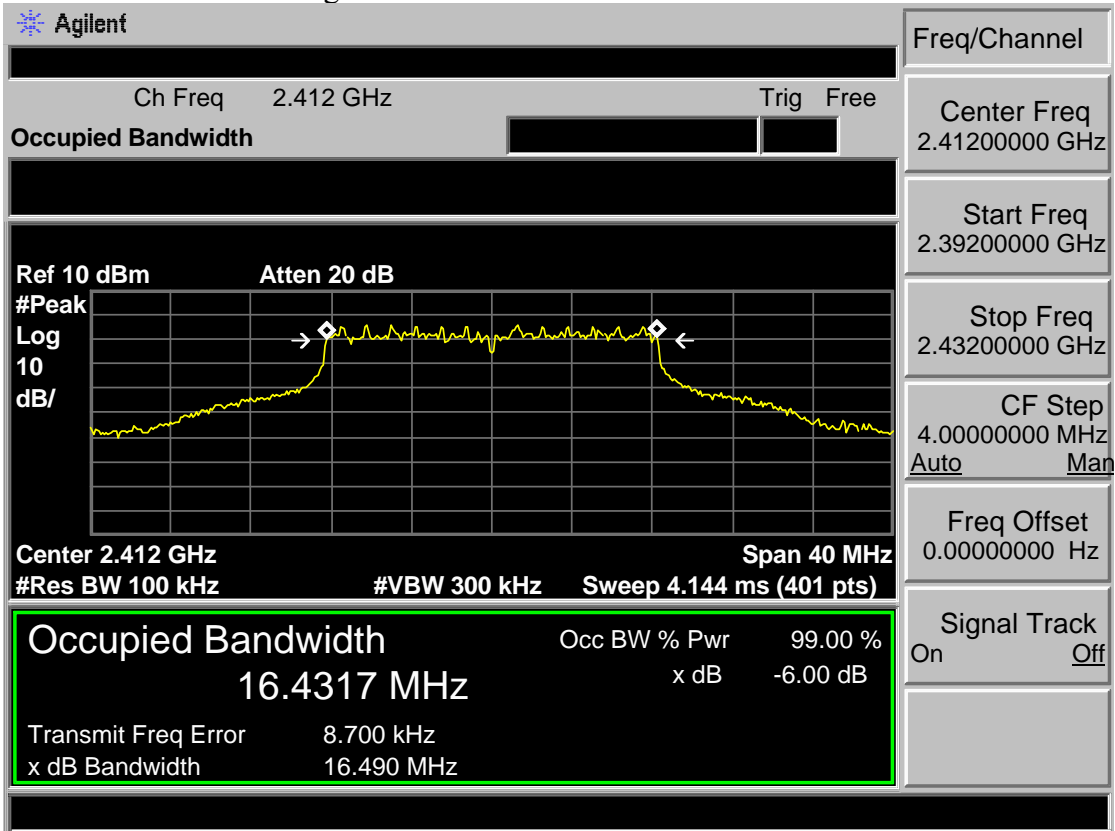 Agilent
Freq/Channel
Ch Freq 2.412 GHz Trig Free
Occupied Bandwidth
Center Freq
2.41200000 GHz
Start Freq
2.39200000 GHz
Stop Freq
2.43200000 GHz
CF Step
4.00000000 MHz
Auto Man
Freq Offset
0.00000000 Hz
Signal Track
On Off
Ref 10 dBm Atten 20 dB
#Peak
Log
10
dB/
Center 2.412 GHz Span 40 MHz
#Res BW 100 kHz #VBW 300 kHz Sweep 4.144 ms (401 pts)
Occupied Bandwidth Occ BW % Pwr 99.00 %
16.4317 MHz x dB -6.00 dB
Transmit Freq Error 8.700 kHz
x dB Bandwidth 16.490 MHz